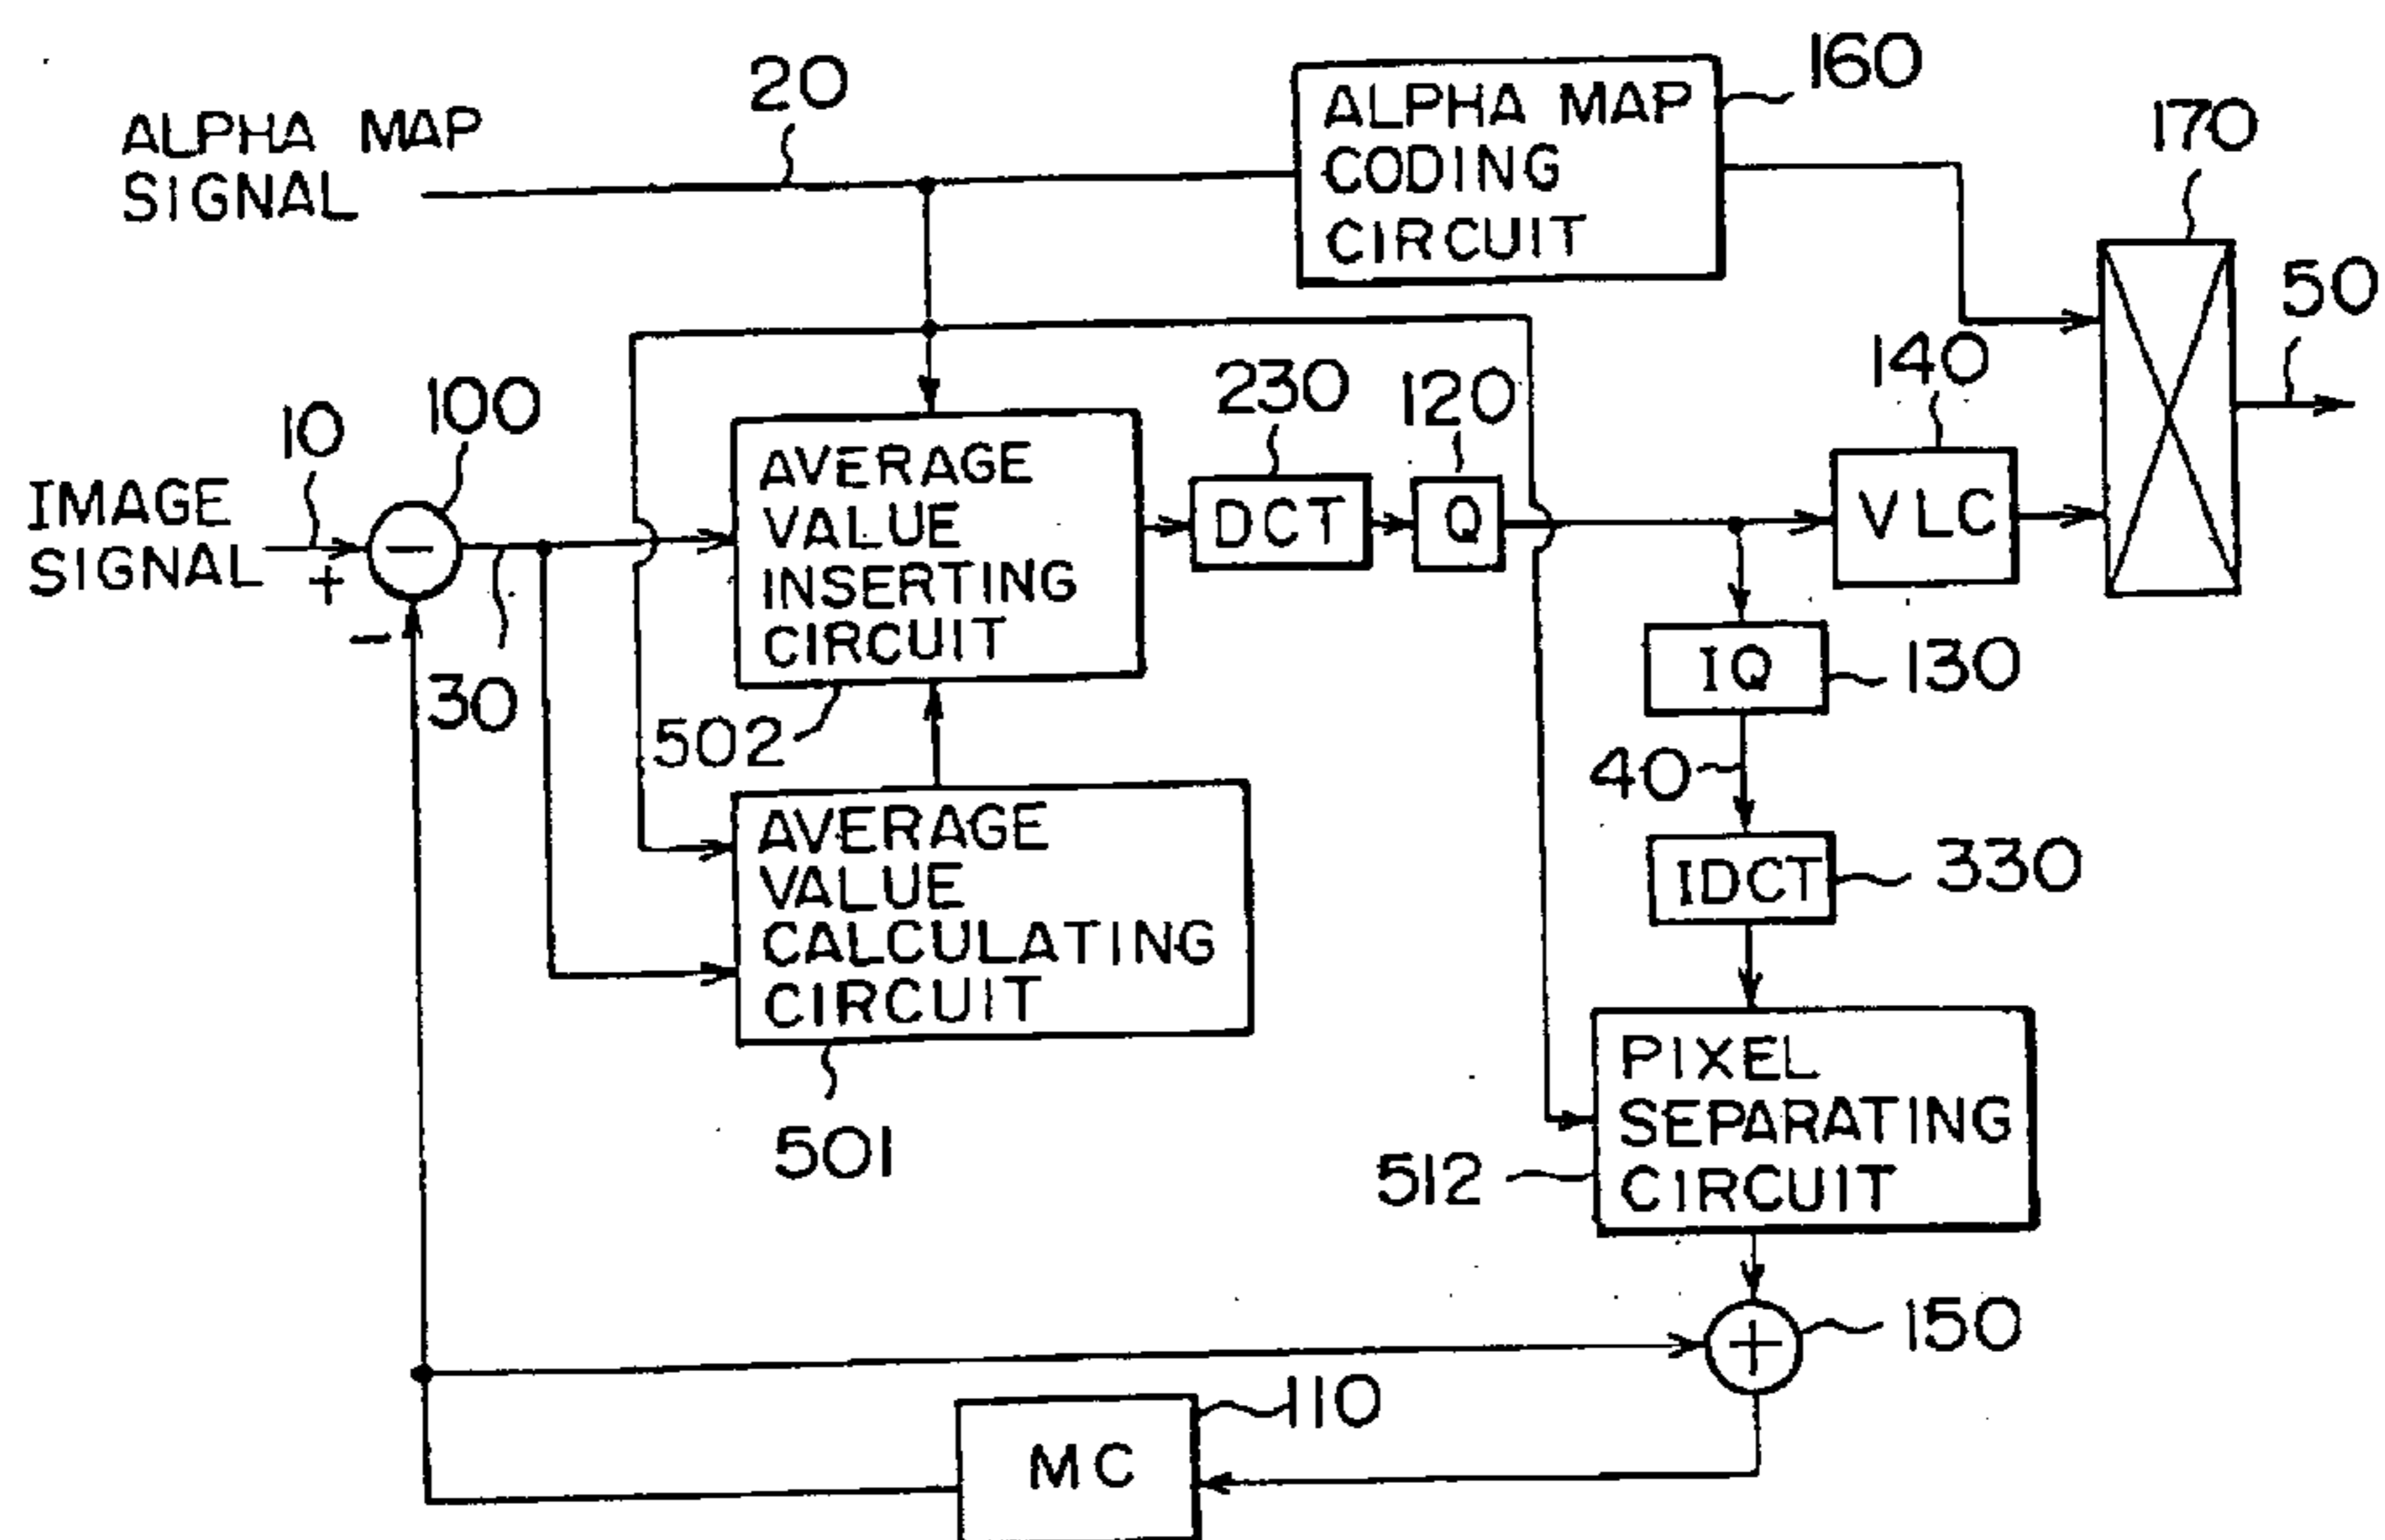 ALPHA MAP
SIGNAL
20
ALPHA MAP
CODING
CIRCUIT
160
170
50
IMAGE
SIGNAL
10
+
−
100
−
30
AVERAGE
VALUE
INSERTING
CIRCUIT
502
230
DCT
120
Q
140
VLC
IQ
130
40
IDCT
330
AVERAGE
VALUE
CALCULATING
CIRCUIT
501
PIXEL
SEPARATING
CIRCUIT
512
+
150
MC
110